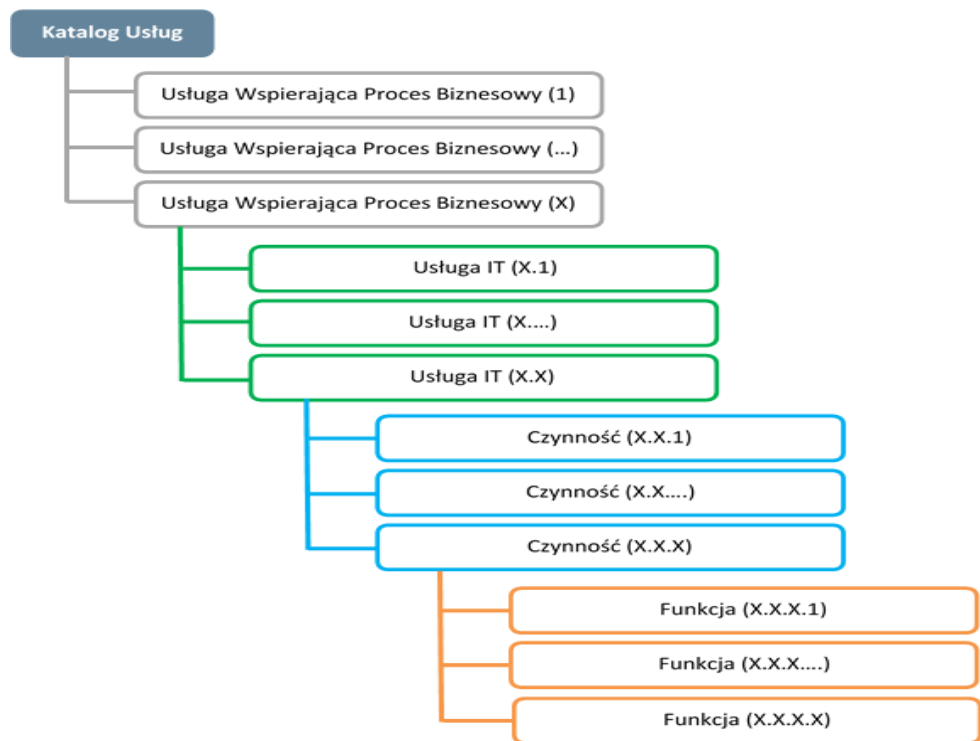 Katalog Usług
Usługa Wspierająca Proces Biznesowy (1)
Usługa Wspierająca Proces Biznesowy (...)
Usługa Wspierająca Proces Biznesowy (X)
Usługa IT (X.1)
Usługa IT (X....)
Usługa IT (X.X)
Czynność (X.X.1)
Czynność (X.X....)
Czynność (X.X.X)
Funkcja (X.X.X.1)
Funkcja (X.X.X....)
Funkcja (X.X.X.X)